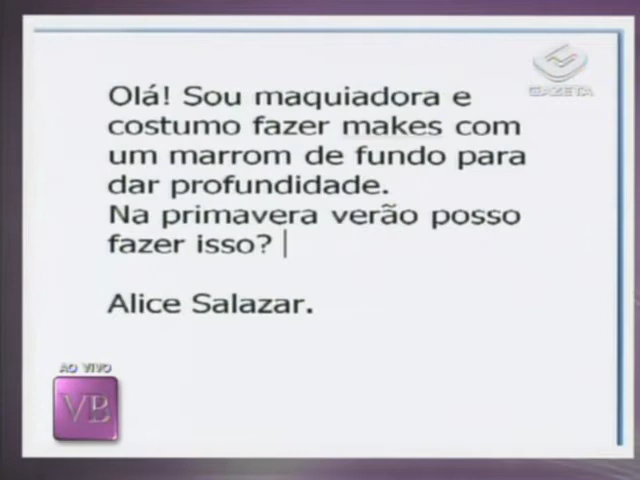 GAZETA
Olá! Sou maquiadora e
costumo fazer makes com
um marrom de fundo para
dar profundidade.
Na primavera verão posso
fazer isso?
Alice Salazar.
AO VIVO
VB